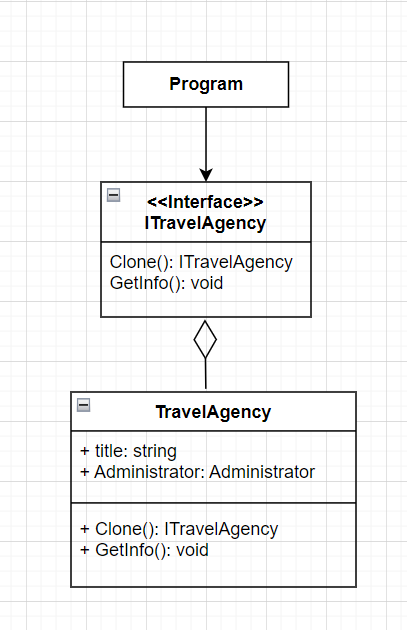 Program
<<Interface>>
ITravelAgency
Clone(): ITravelAgency
GetInfo(): void
TravelAgency
+ title: string
+ Administrator: Administrator
+ Clone(): ITravelAgency
+ GetInfo(): void